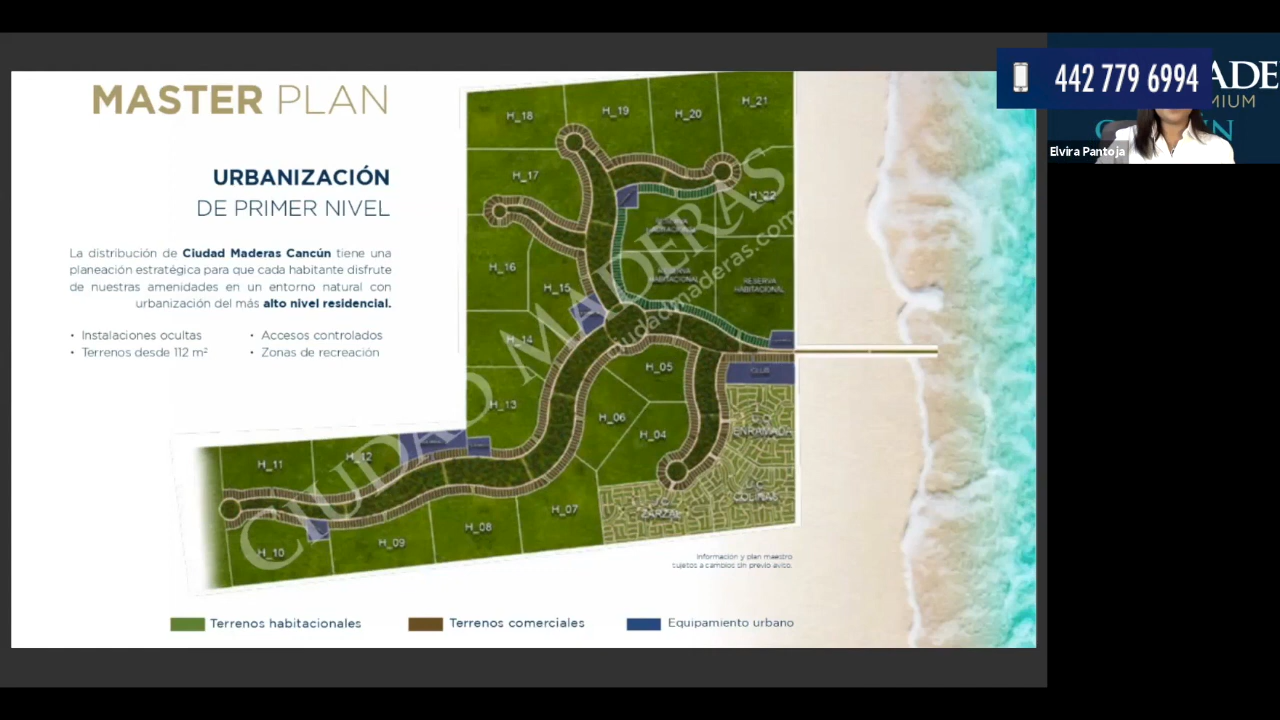 MASTER PLAN
URBANIZACIÓN
DE PRIMER NIVEL
La distribución de Ciudad Maderas Cancún tiene una
planeación estratégica para que cada habitante disfrute
de nuestras amenidades en un entorno natural con
urbanización del más alto nivel residencial.
• Instalaciones ocultas
• Accesos controlados
• Terrenos desde 112 m²
• Zonas de recreación
H_18
H_19
H_20
H_21
H_17
H_22
H_16
H_15
RESERVA
HABITACIONAL
RESERVA
HABITACIONAL
H_14
H_05
CLUB
H_13
H_06
H_04
ENRAMADA
H_11
H_12
COLINAS
ZARZAL
H_10
H_09
H_08
H_07
CIUDAD MADERAS
ciudadmaderas.com
Información y plan maestro
sujetos a cambios sin previo aviso.
Terrenos habitacionales
Terrenos comerciales
Equipamiento urbano
442 779 6994
ADE
MIUM
Elvira Pantoja